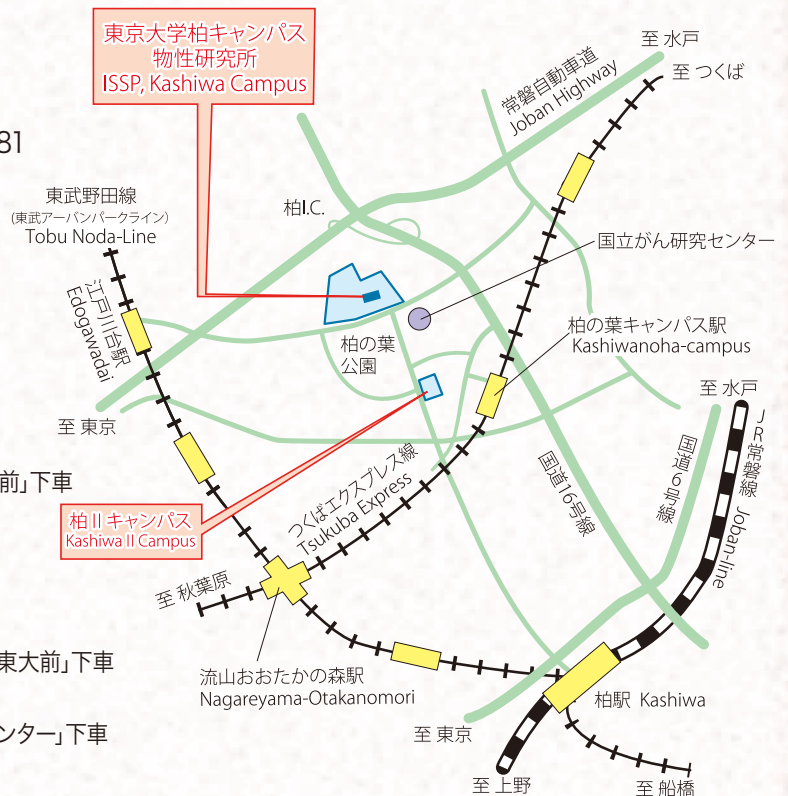 東京大学柏キャンパス
物性研究所
ISSP, Kashiwa Campus
至 水戸
至 つくば
常磐自動車道
Joban Highway
81
東武野田線
(東武アーバンパークライン)
Tobu Noda-Line
柏I.C.
国立がん研究センター
江戸川台駅
Edogawadai
柏の葉
公園
柏の葉キャンパス駅
Kashiwanoha-campus
至 水戸
至 東京
JR常磐線 Joban-line
国道6号線
国道16号線
つくばエクスプレス線
Tsukuba Express
前」下車
柏 II キャンパス
Kashiwa II Campus
至 秋葉原
東大前」下車
流山おおたかの森駅
Nagareyama-Otakanomori
柏駅 Kashiwa
ンター」下車
至 東京
至 上野
至 船橋